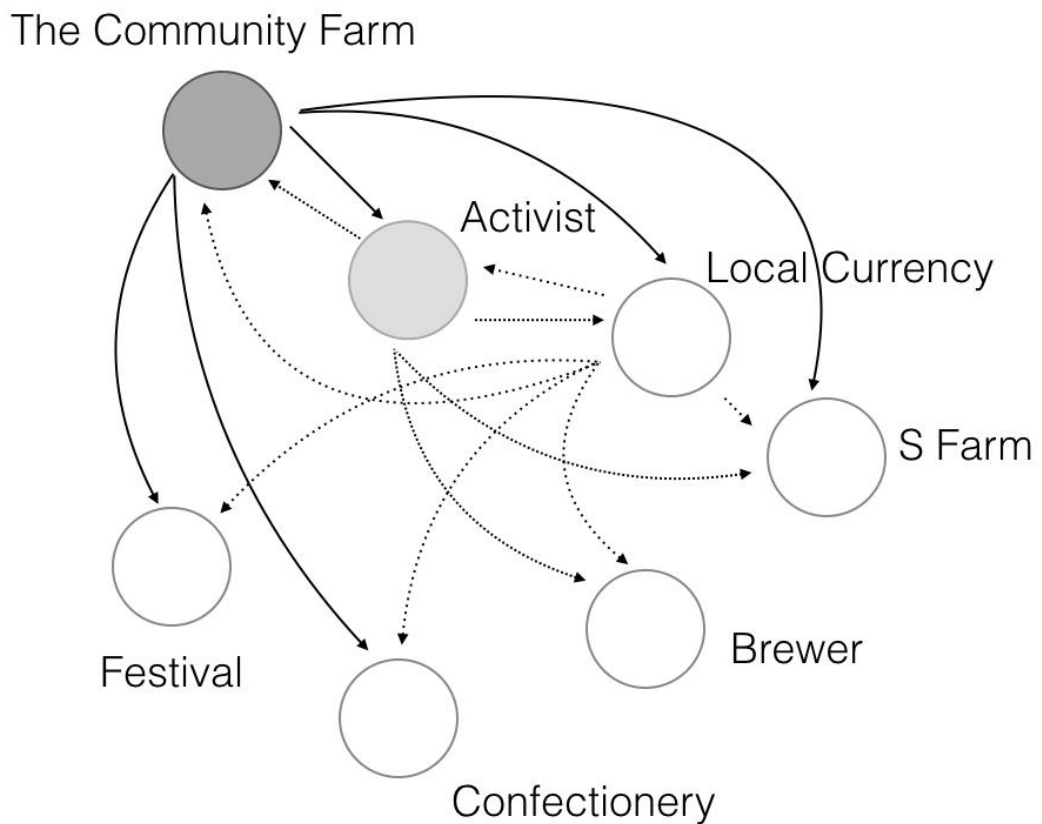 The Community Farm
Activist
Local Currency
S Farm
Brewer
Festival
Confectionery